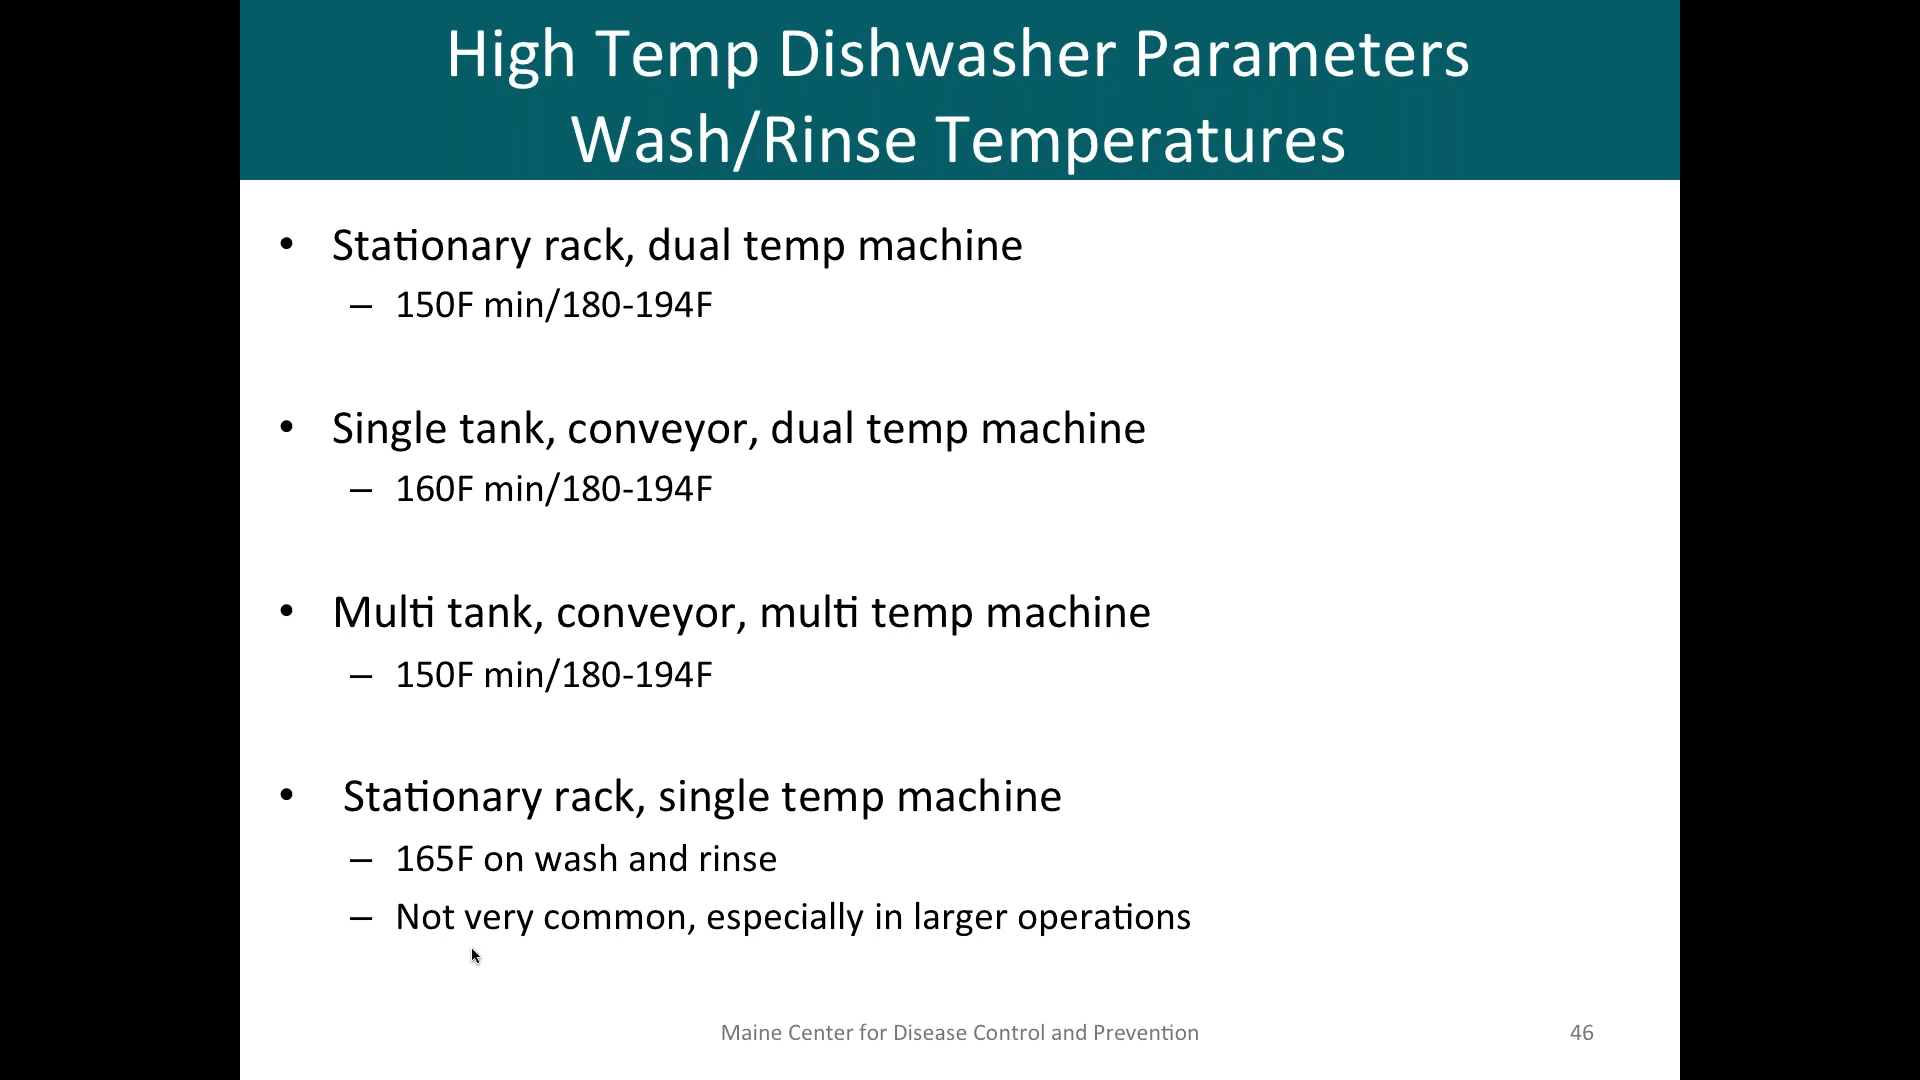 High Temp Dishwasher Parameters
Wash/Rinse Temperatures
• Stationary rack, dual temp machine
– 150F min/180-194F
• Single tank, conveyor, dual temp machine
– 160F min/180-194F
• Multi tank, conveyor, multi temp machine
– 150F min/180-194F
• Stationary rack, single temp machine
– 165F on wash and rinse
– Not very common, especially in larger operations
Maine Center for Disease Control and Prevention
46